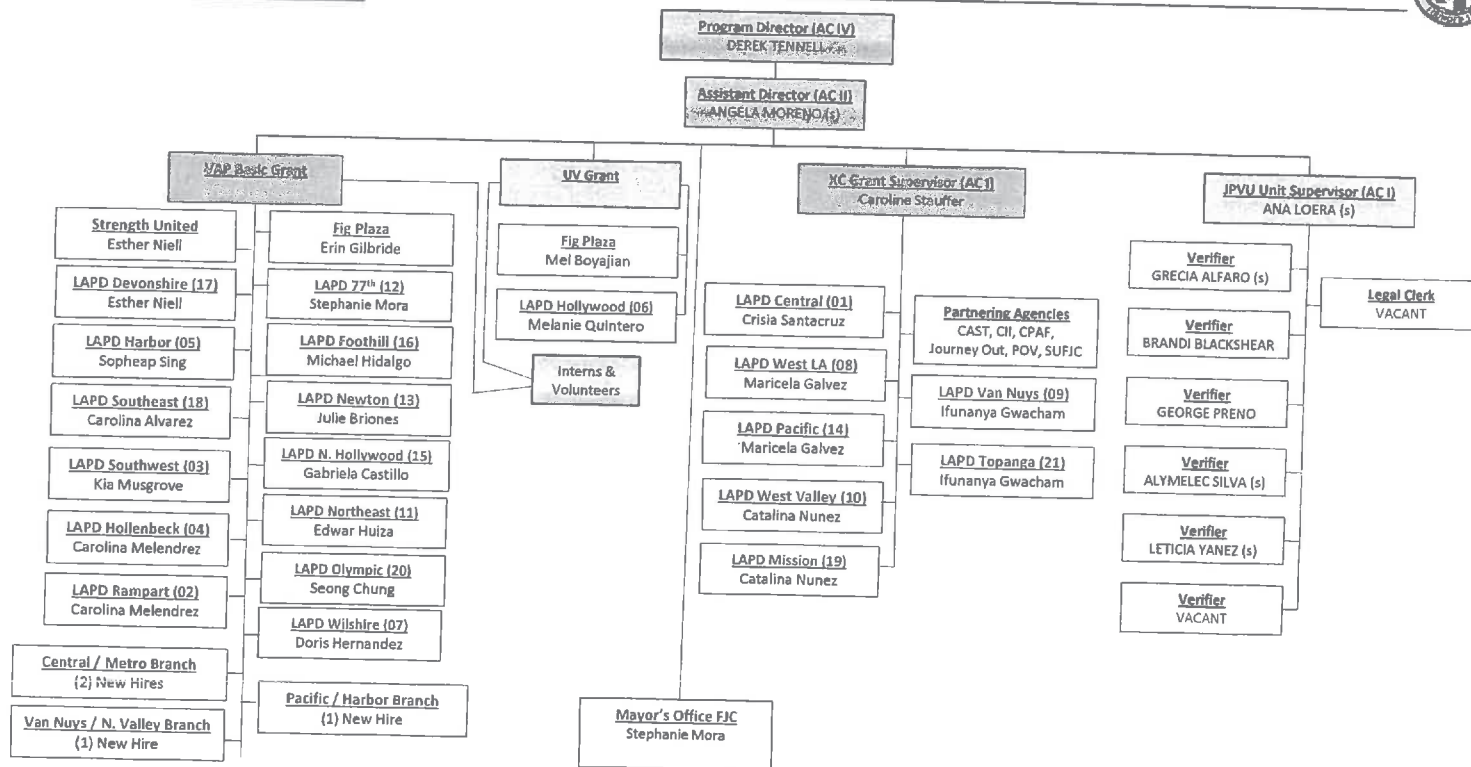 Program Director (AC IV)
DEREK TENNELL
Assistant Director (AC II)
ANGELA MORENO (s)
VAP Basic Grant
Strength United
Esther Niell
LAPD Devonshire (17)
Esther Niell
LAPD Harbor (05)
Sopheap Sing
LAPD Southeast (18)
Carolina Alvarez
LAPD Southwest (03)
Kia Musgrove
LAPD Hollenbeck (04)
Carolina Melendrez
LAPD Rampart (02)
Carolina Melendrez
Central / Metro Branch
(2) New Hires
Van Nuys / N. Valley Branch
(1) New Hire
Fig Plaza
Erin Gilbride
LAPD 77th (12)
Stephanie Mora
LAPD Foothill (16)
Michael Hidalgo
LAPD Newton (13)
Julie Briones
LAPD N. Hollywood (15)
Gabriela Castillo
LAPD Northeast (11)
Edwar Huiza
LAPD Olympic (20)
Seong Chung
LAPD Wilshire (07)
Doris Hernandez
Pacific / Harbor Branch
(1) New Hire
UV Grant
Fig Plaza
Mel Boyajian
LAPD Hollywood (06)
Melanie Quintero
Interns &
Volunteers
Mayor's Office FJC
Stephanie Mora
XC Grant Supervisor (AC I)
Caroline Stauffer
LAPD Central (01)
Crisia Santacruz
LAPD West LA (08)
Maricela Galvez
LAPD Pacific (14)
Maricela Galvez
LAPD West Valley (10)
Catalina Nunez
LAPD Mission (19)
Catalina Nunez
Partnering Agencies
CAST, CII, CPAF,
Journey Out, POV, SUFJC
LAPD Van Nuys (09)
Ifunanya Gwacham
LAPD Topanga (21)
Ifunanya Gwacham
JPVU Unit Supervisor (AC I)
ANA LOERA (s)
Verifier
GRECIA ALFARO (s)
Verifier
BRANDI BLACKSHEAR
Verifier
GEORGE PRENO
Verifier
ALYMELEC SILVA (s)
Verifier
LETICIA YANEZ (s)
Verifier
VACANT
Legal Clerk
VACANT